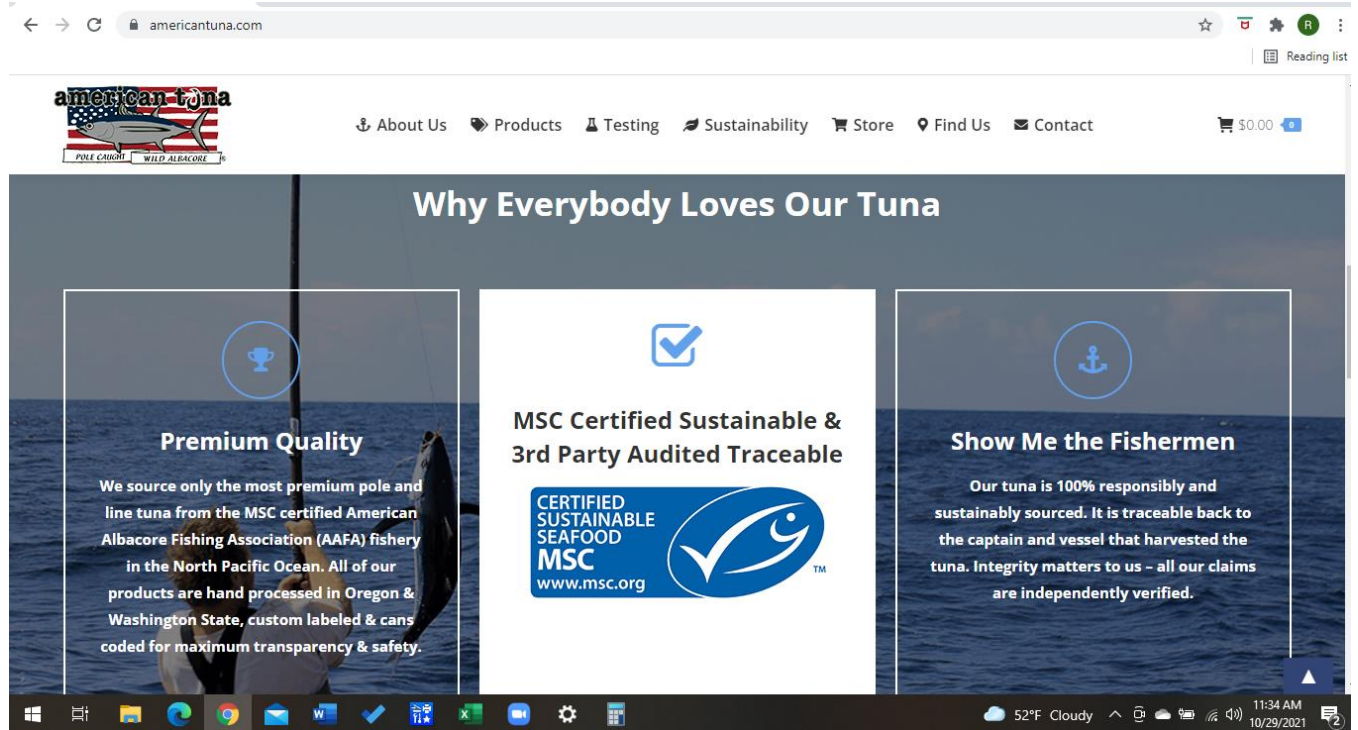 americantuna.com
R
Reading list
american tuna
POLE CAUGHT WILD ALBACORE ®
About Us Products Testing Sustainability Store Find Us Contact $0.00 0
Why Everybody Loves Our Tuna
Premium Quality
We source only the most premium pole and
line tuna from the MSC certified American
Albacore Fishing Association (AAFA) fishery
in the North Pacific Ocean. All of our
products are hand processed in Oregon &
Washington State, custom labeled & cans
coded for maximum transparency & safety.
MSC Certified Sustainable &
3rd Party Audited Traceable
CERTIFIED
SUSTAINABLE
SEAFOOD
MSC
www.msc.org
TM
Show Me the Fishermen
Our tuna is 100% responsibly and
sustainably sourced. It is traceable back to
the captain and vessel that harvested the
tuna. Integrity matters to us – all our claims
are independently verified.
52°F Cloudy
11:34 AM
10/29/2021
2